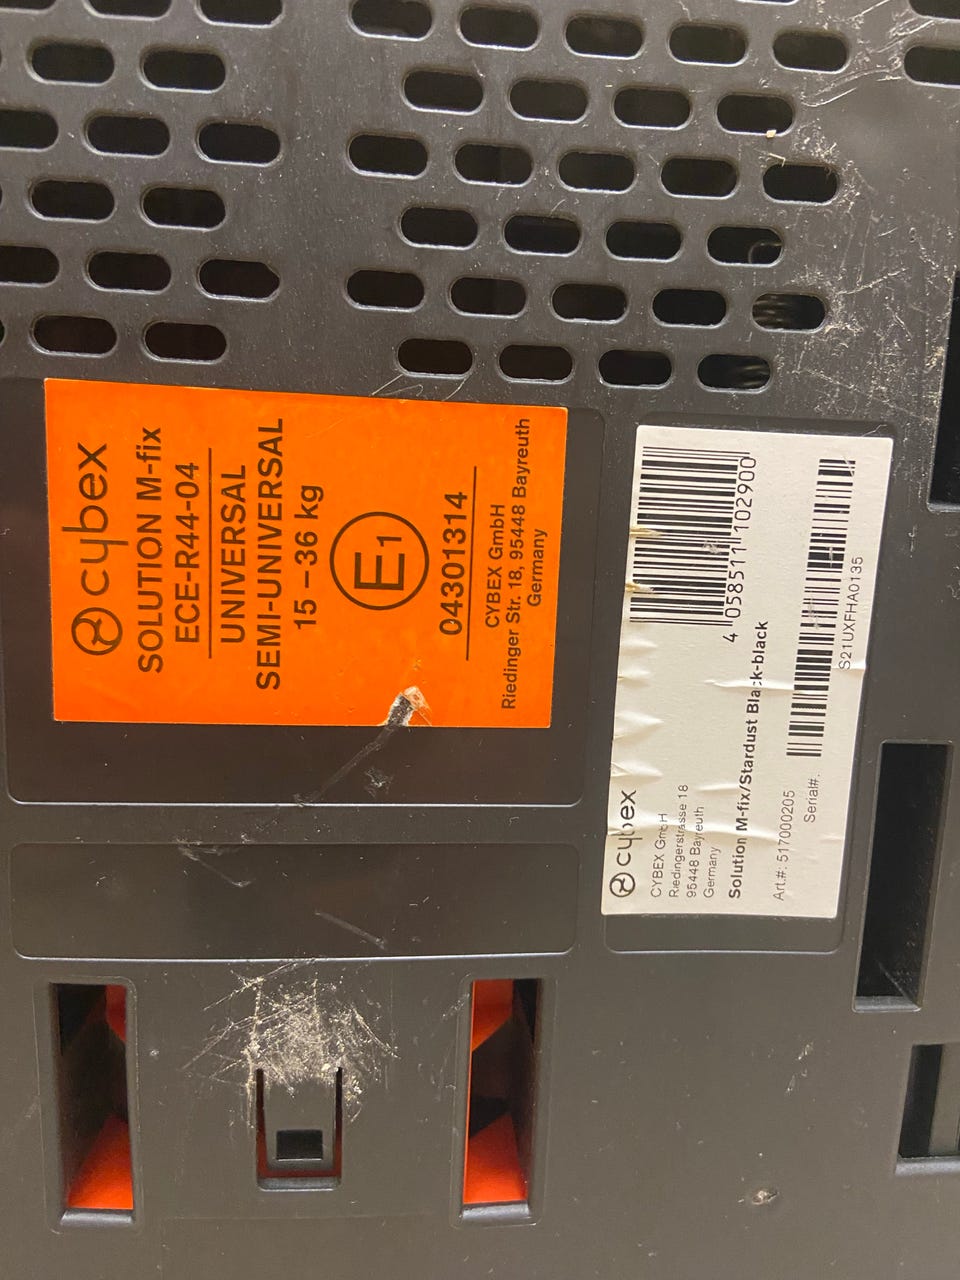 cybex
SOLUTION M-fix
ECE-R44-04
UNIVERSAL
SEMI-UNIVERSAL
15 – 36 kg
E1
04301314
CYBEX GmbH
Riedinger Str. 18, 95448 Bayreuth
Germany
cybex
CYBEX GmbH
Riedingerstrasse 18
95448 Bayreuth
Germany
4 058511 102900
Solution M-fix/Stardust Black-black
Art.#: 517000205
Serial#:
S21UXFHA0135